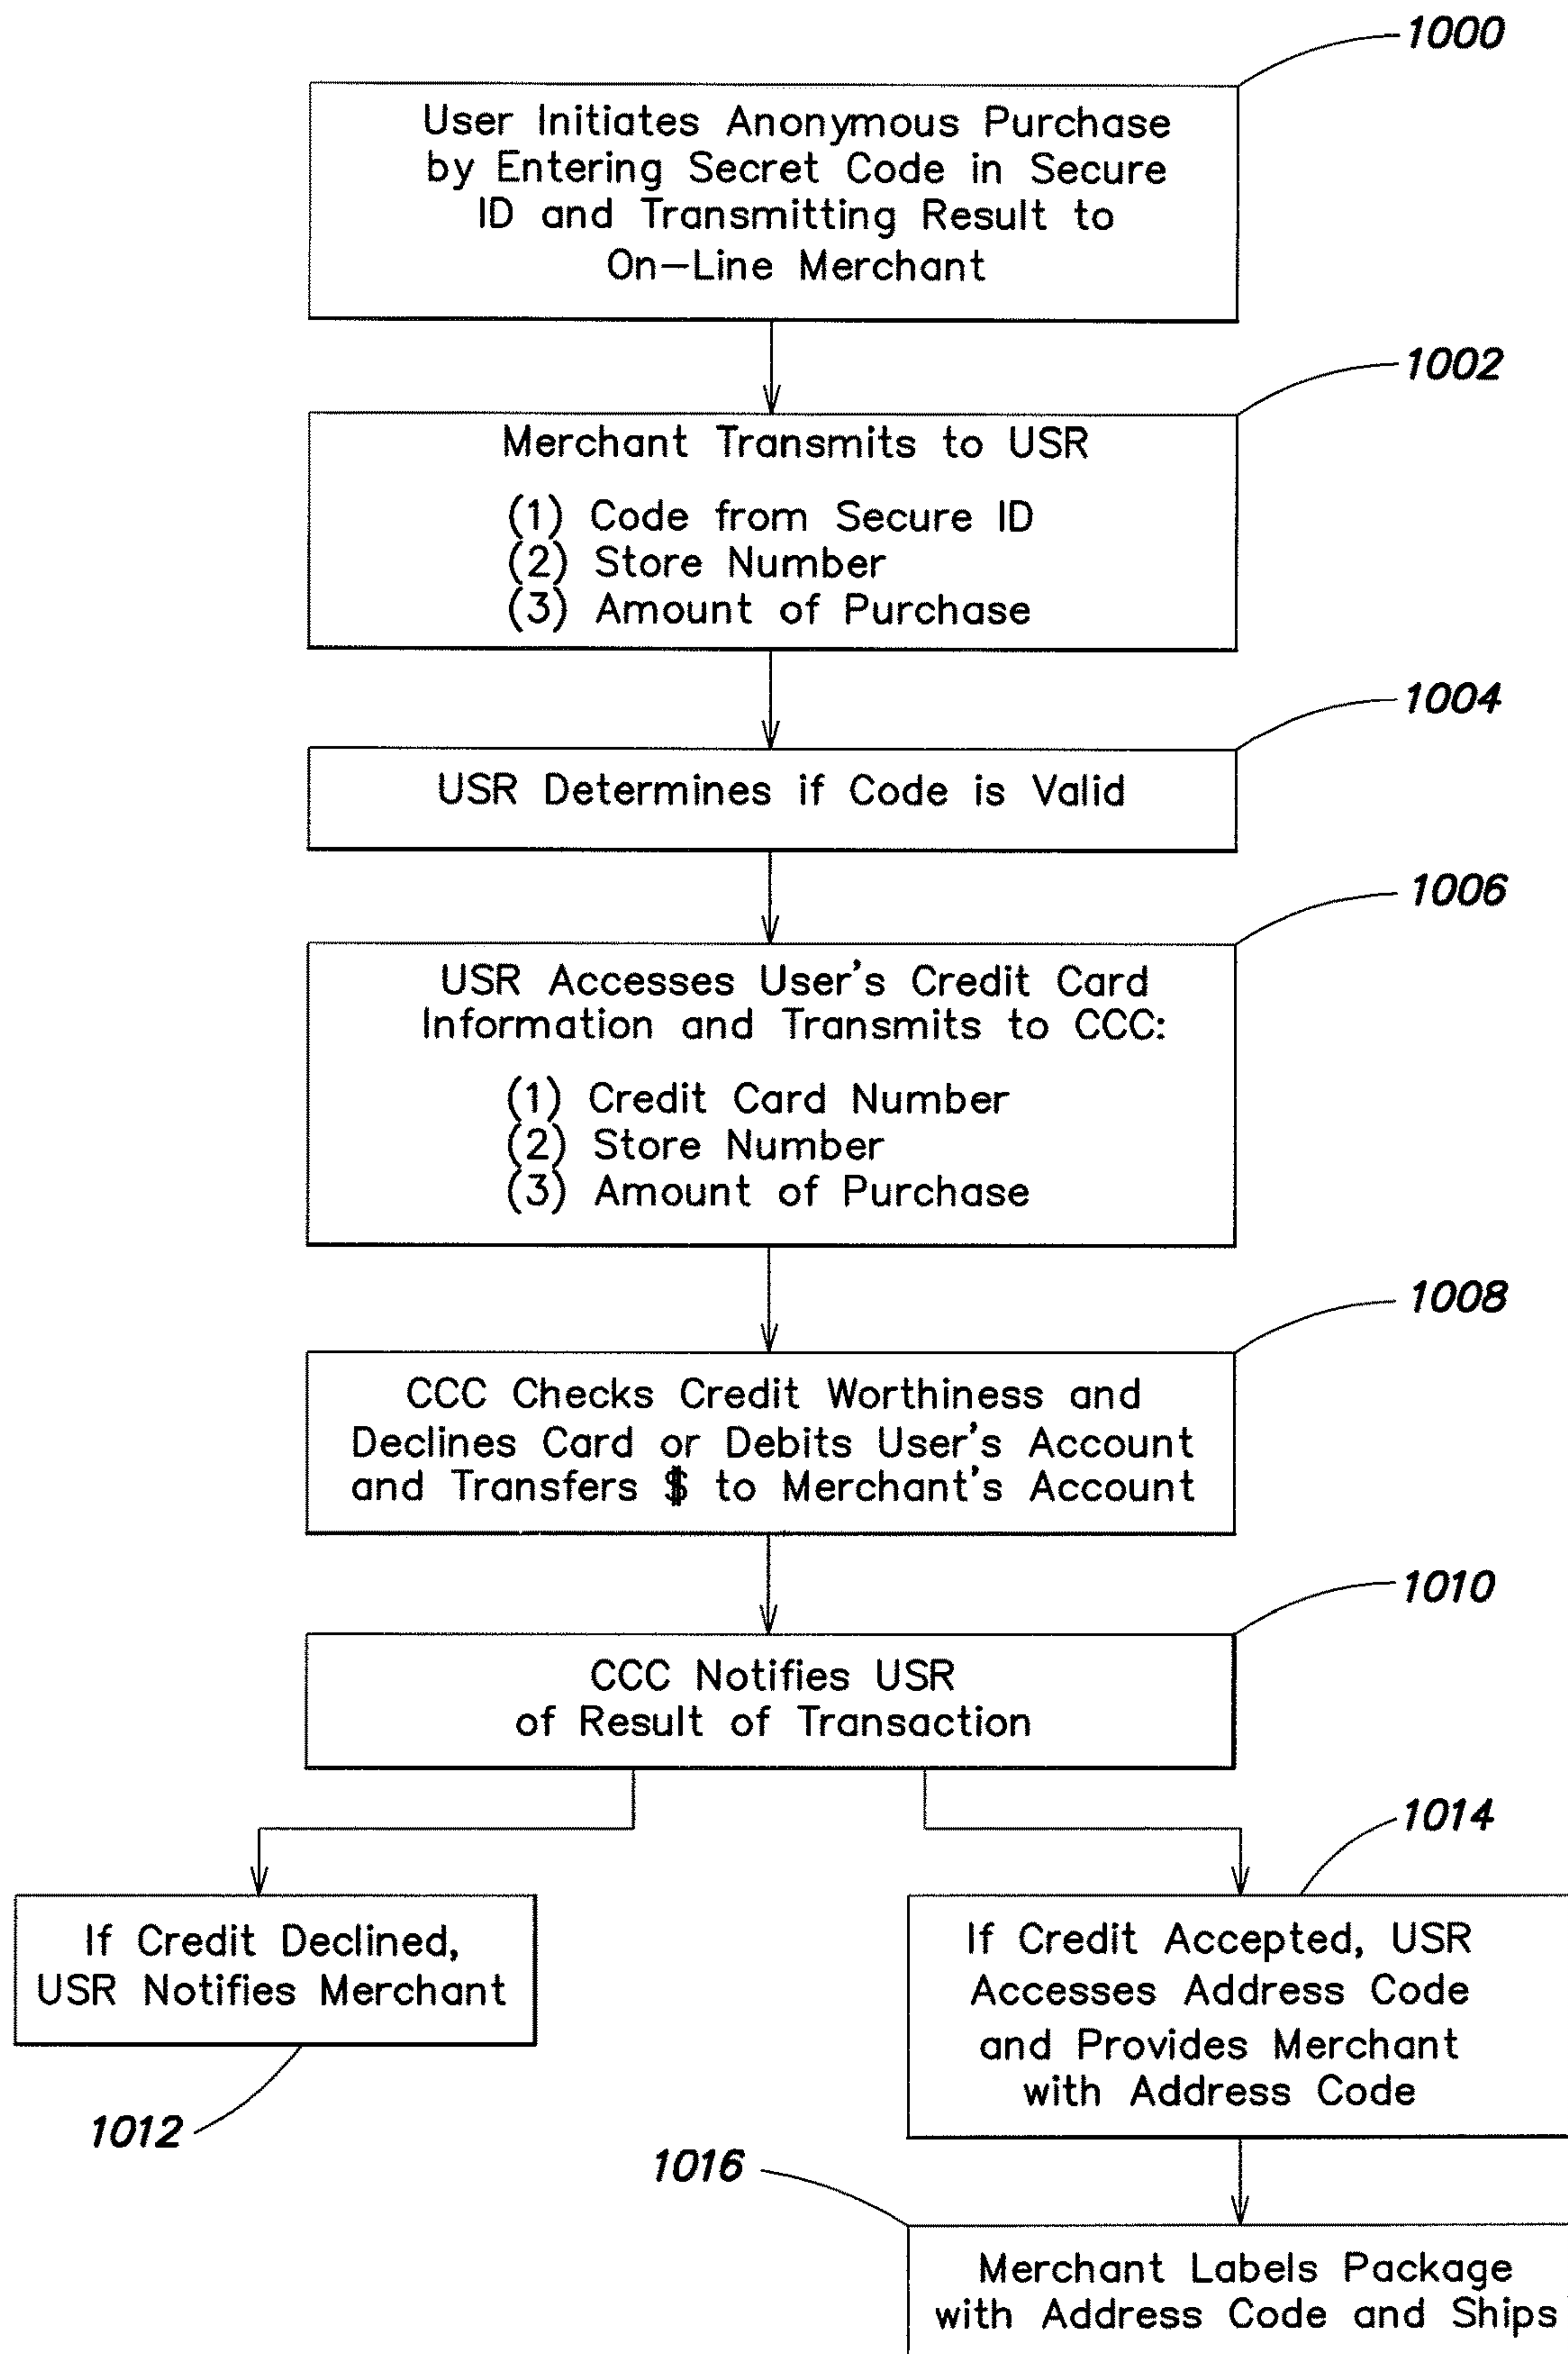 1000
User Initiates Anonymous Purchase
by Entering Secret Code in Secure
ID and Transmitting Result to
On-Line Merchant
1002
Merchant Transmits to USR
(1) Code from Secure ID
(2) Store Number
(3) Amount of Purchase
1004
USR Determines if Code is Valid
1006
USR Accesses User's Credit Card
Information and Transmits to CCC:
(1) Credit Card Number
(2) Store Number
(3) Amount of Purchase
1008
CCC Checks Credit Worthiness and
Declines Card or Debits User's Account
and Transfers $ to Merchant's Account
1010
CCC Notifies USR
of Result of Transaction
If Credit Declined,
USR Notifies Merchant
1012
1014
If Credit Accepted, USR
Accesses Address Code
and Provides Merchant
with Address Code
1016
Merchant Labels Package
with Address Code and Ships